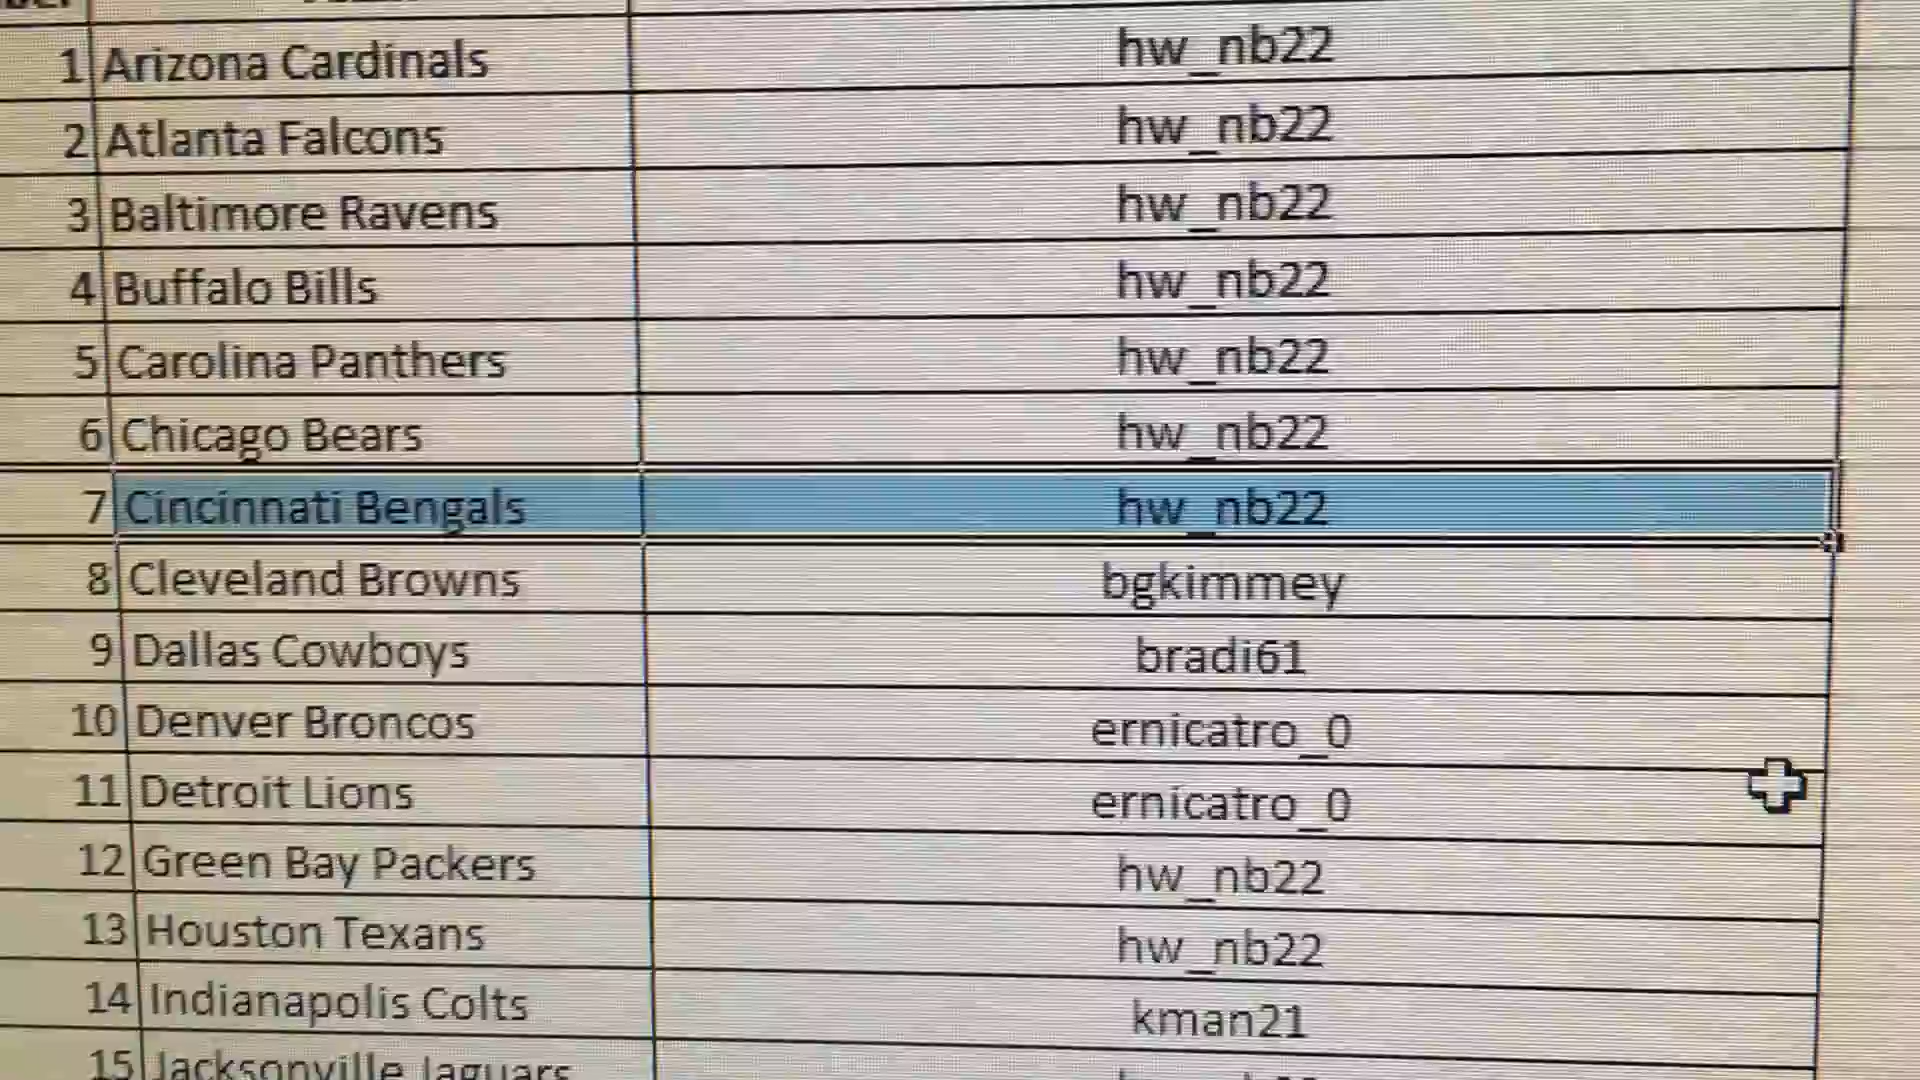 1 Arizona Cardinals hw_nb22
2 Atlanta Falcons hw_nb22
3 Baltimore Ravens hw_nb22
4 Buffalo Bills hw_nb22
5 Carolina Panthers hw_nb22
6 Chicago Bears hw_nb22
7 Cincinnati Bengals hw_nb22
8 Cleveland Browns bgkimmey
9 Dallas Cowboys bradi61
10 Denver Broncos ernicatro_0
11 Detroit Lions ernicatro_0
12 Green Bay Packers hw_nb22
13 Houston Texans hw_nb22
14 Indianapolis Colts kman21
15 Jacksonville Jaguars